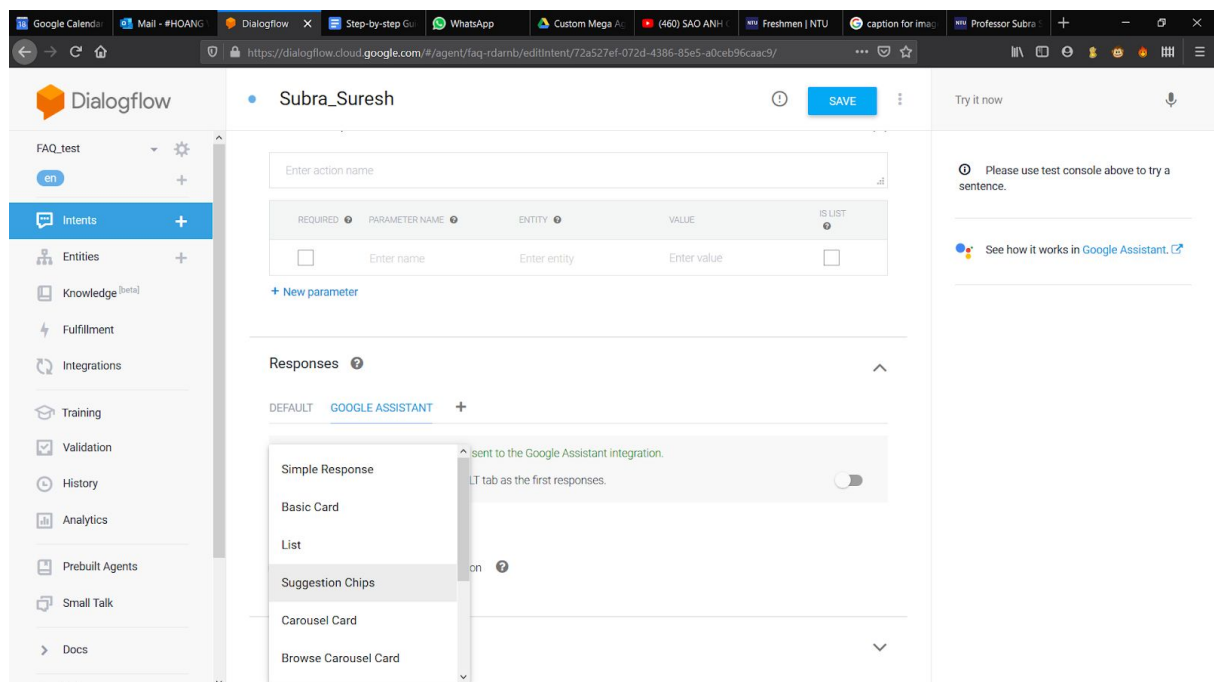 Google Calendar
Mail - #HOANG
Dialogflow
Step-by-step Gu
WhatsApp
Custom Mega Ag
(460) SAO ANH C
Freshmen | NTU
caption for imag
Professor Subra S
https://dialogflow.cloud.google.com/#/agent/faq-rdarnb/editIntent/72a527ef-072d-4386-85e5-a0ceb96caac9/
Dialogflow
Subra_Suresh
SAVE
Try it now
FAQ_test
en
Enter action name
Please use test console above to try a
sentence.
Intents
REQUIRED PARAMETER NAME ENTITY VALUE IS LIST
Entities
Enter name Enter entity Enter value
See how it works in Google Assistant.
Knowledge [beta]
+ New parameter
Fulfillment
Integrations
Responses
Training
DEFAULT GOOGLE ASSISTANT +
Validation
sent to the Google Assistant integration.
History
Simple Response
LT tab as the first responses.
Analytics
Basic Card
List
Prebuilt Agents
on
Suggestion Chips
Small Talk
Carousel Card
Docs
Browse Carousel Card